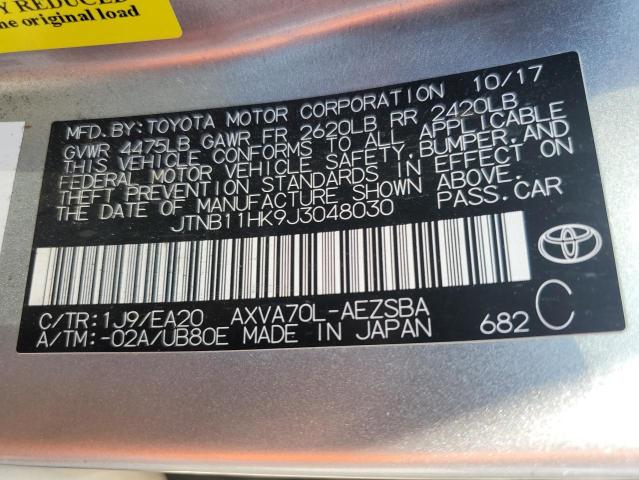 Y REDUCED
he original load
MFD. BY: TOYOTA MOTOR CORPORATION 10/17
GVWR 4475LB GAWR FR 2620LB RR 2420LB
THIS VEHICLE CONFORMS TO ALL APPLICABLE
FEDERAL MOTOR VEHICLE SAFETY, BUMPER, AND
THEFT PREVENTION STANDARDS IN EFFECT ON
THE DATE OF MANUFACTURE SHOWN ABOVE.
JTNB11HK9J3048030 PASS. CAR
C/TR: 1J9/EA20 AXVA70L-AEZSBA
A/TM: -02A/UB80E MADE IN JAPAN 682 C